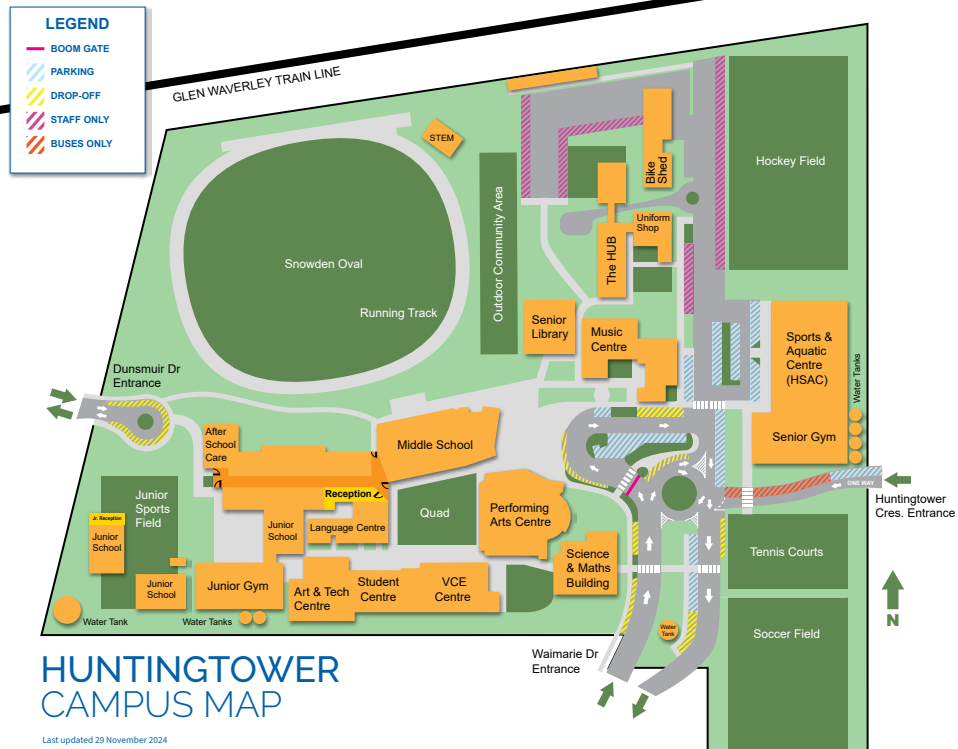 LEGEND
BOOM GATE
PARKING
DROP-OFF
STAFF ONLY
BUSES ONLY
GLEN WAVERLEY TRAIN LINE
STEM
Bike
Shed
Hockey Field
Outdoor Community Area
Uniform
Shop
The HUB
Snowden Oval
Running Track
Senior
Library
Music
Centre
Sports &
Aquatic
Centre
(HSAC)
Water Tanks
Dunsmuir Dr
Entrance
After
School
Care
Middle School
Senior Gym
Reception
ONE WAY
Huntingtower
Cres. Entrance
Junior
Sports
Field
Quad
Performing
Arts Centre
Jr. Reception
Junior
School
Junior
School
Language Centre
Tennis Courts
Science
& Maths
Building
Junior
School
Junior Gym
Art & Tech
Centre
Student
Centre
VCE
Centre
Water Tank
Water Tanks
Water
Tank
Soccer Field
N
Waimarie Dr
Entrance
HUNTINGTOWER
CAMPUS MAP
Last updated 29 November 2024